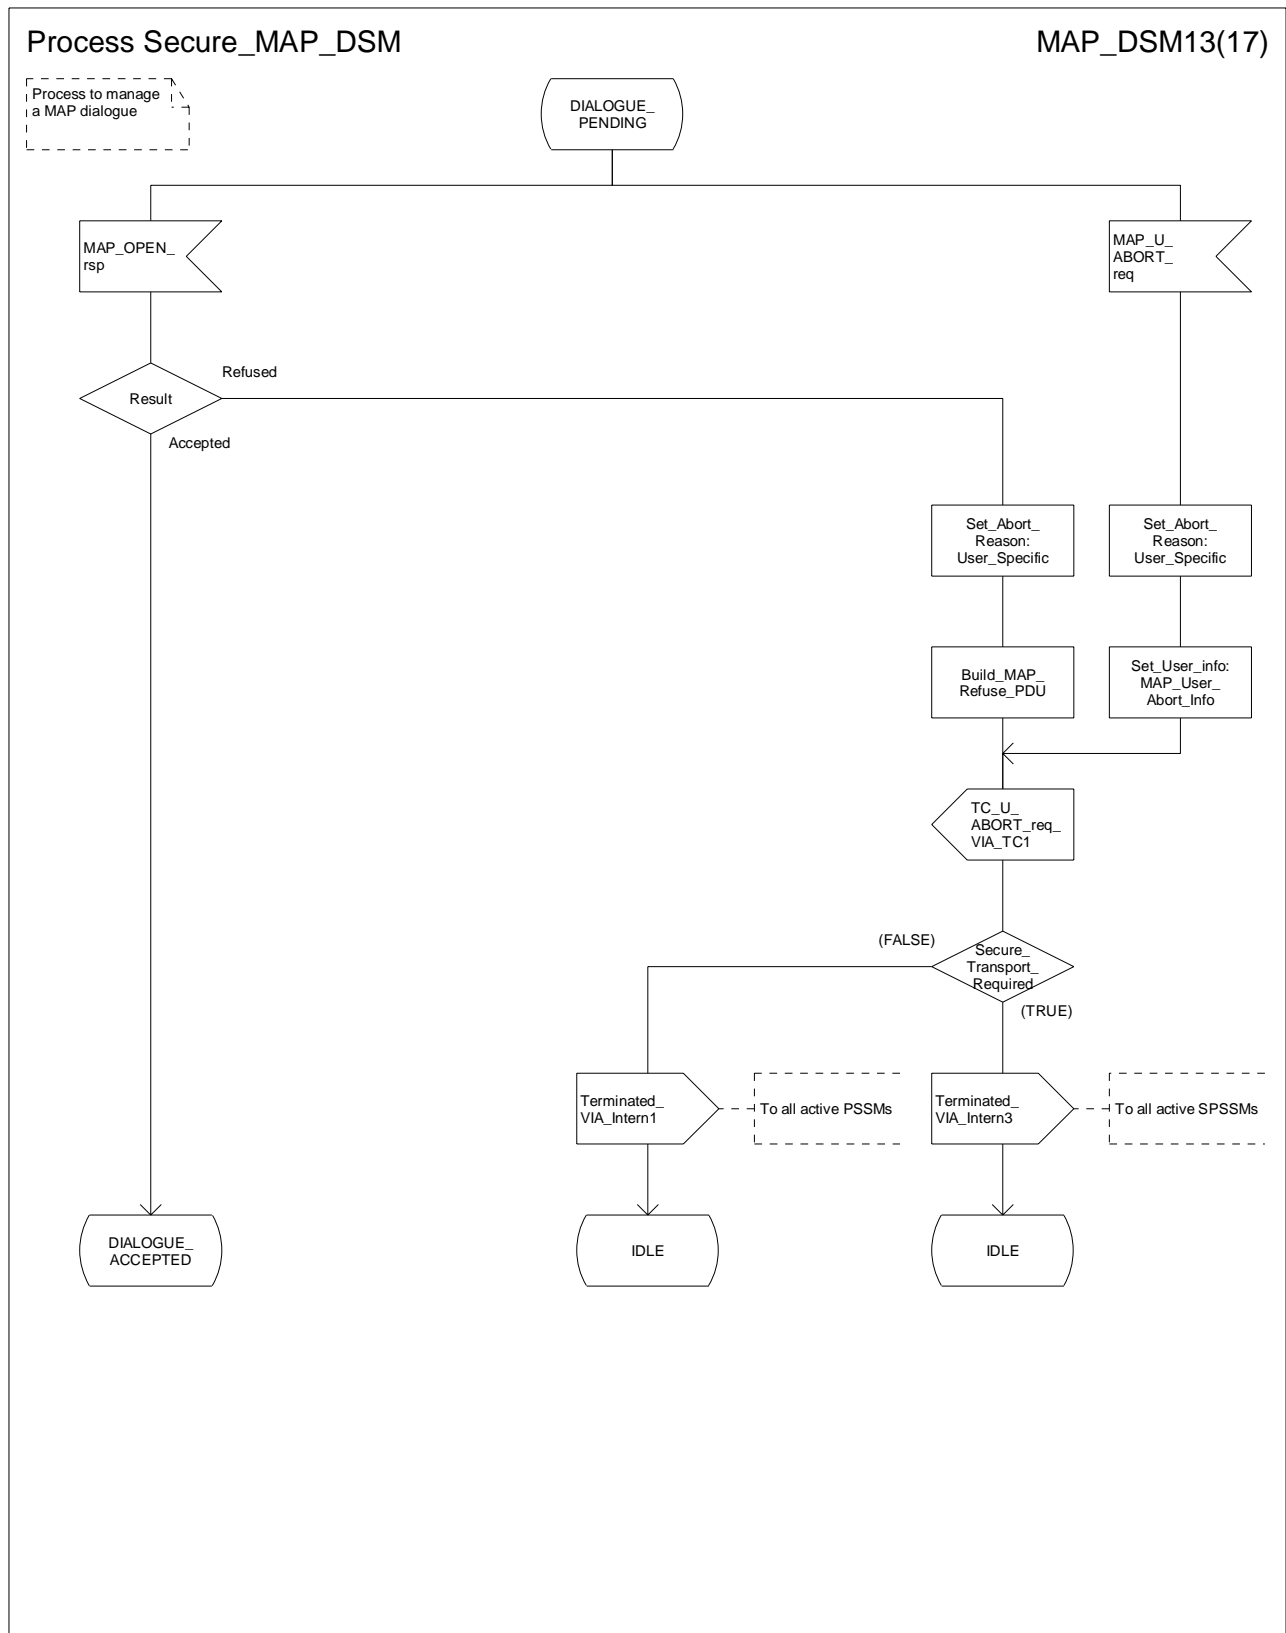 Process Secure_MAP_DSM
MAP_DSM13(17)
Process to manage
a MAP dialogue
DIALOGUE_
PENDING
MAP_OPEN_
rsp
MAP_U_
ABORT_
req
Result
Refused
Accepted
Set_Abort_
Reason:
User_Specific
Set_Abort_
Reason:
User_Specific
Build_MAP_
Refuse_PDU
Set_User_info:
MAP_User_
Abort_Info
TC_U_
ABORT_req_
VIA_TC1
(FALSE)
Secure_
Transport_
Required
(TRUE)
Terminated_
VIA_Intern1
To all active PSSMs
Terminated_
VIA_Intern3
To all active SPSSMs
DIALOGUE_
ACCEPTED
IDLE
IDLE